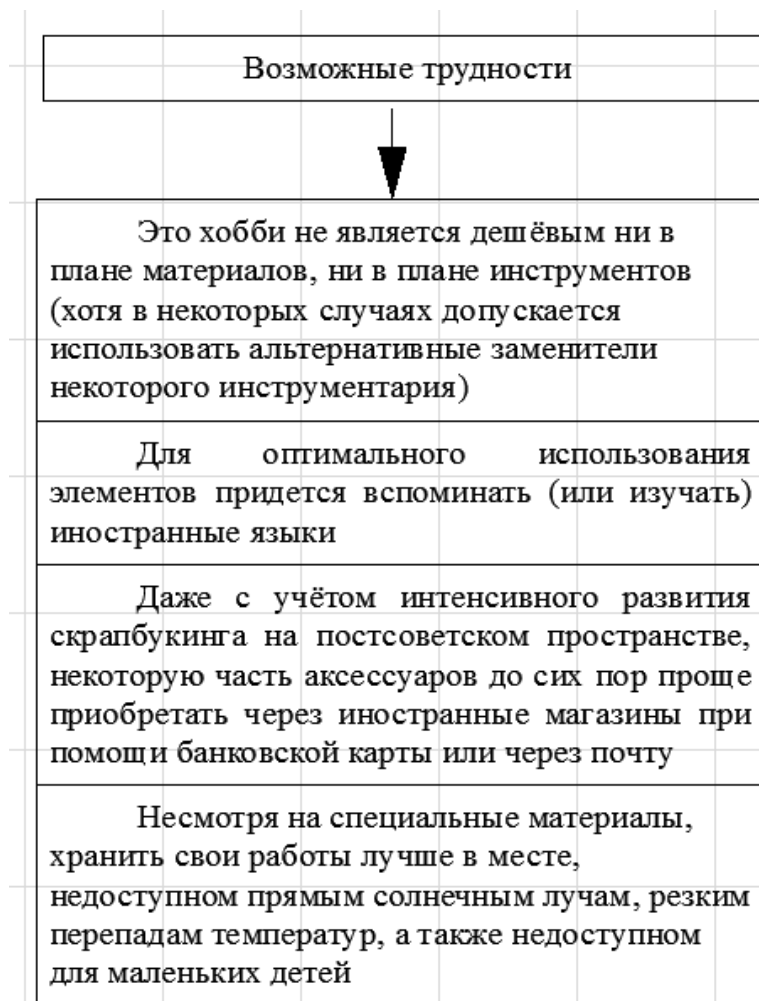 Возможные трудности
Это хобби не является дешёвым ни в
плане материалов, ни в плане инструментов
(хотя в некоторых случаях допускается
использовать альтернативные заменители
некоторого инструментария)
Для оптимального использования
элементов придется вспоминать (или изучать)
иностранные языки
Даже с учётом интенсивного развития
скрапбукинга на постсоветском пространстве,
некоторую часть аксессуаров до сих пор проще
приобретать через иностранные магазины при
помощи банковской карты или через почту
Несмотря на специальные материалы,
хранить свои работы лучше в месте,
недоступном прямым солнечным лучам, резким
перепадам температур, а также недоступном
для маленьких детей